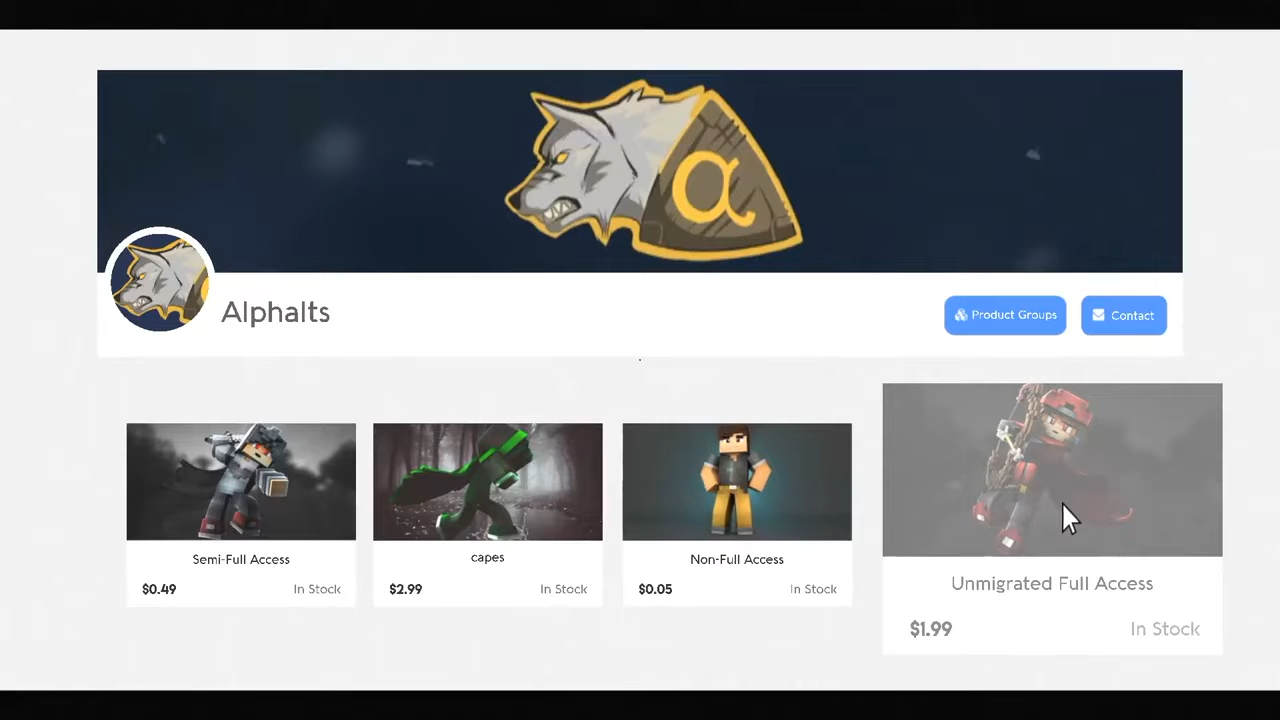 α
Alphalts
Product Groups
Contact
Semi-Full Access
$0.49 In Stock
capes
$2.99 In Stock
Non-Full Access
$0.05 In Stock
Unmigrated Full Access
$1.99 In Stock